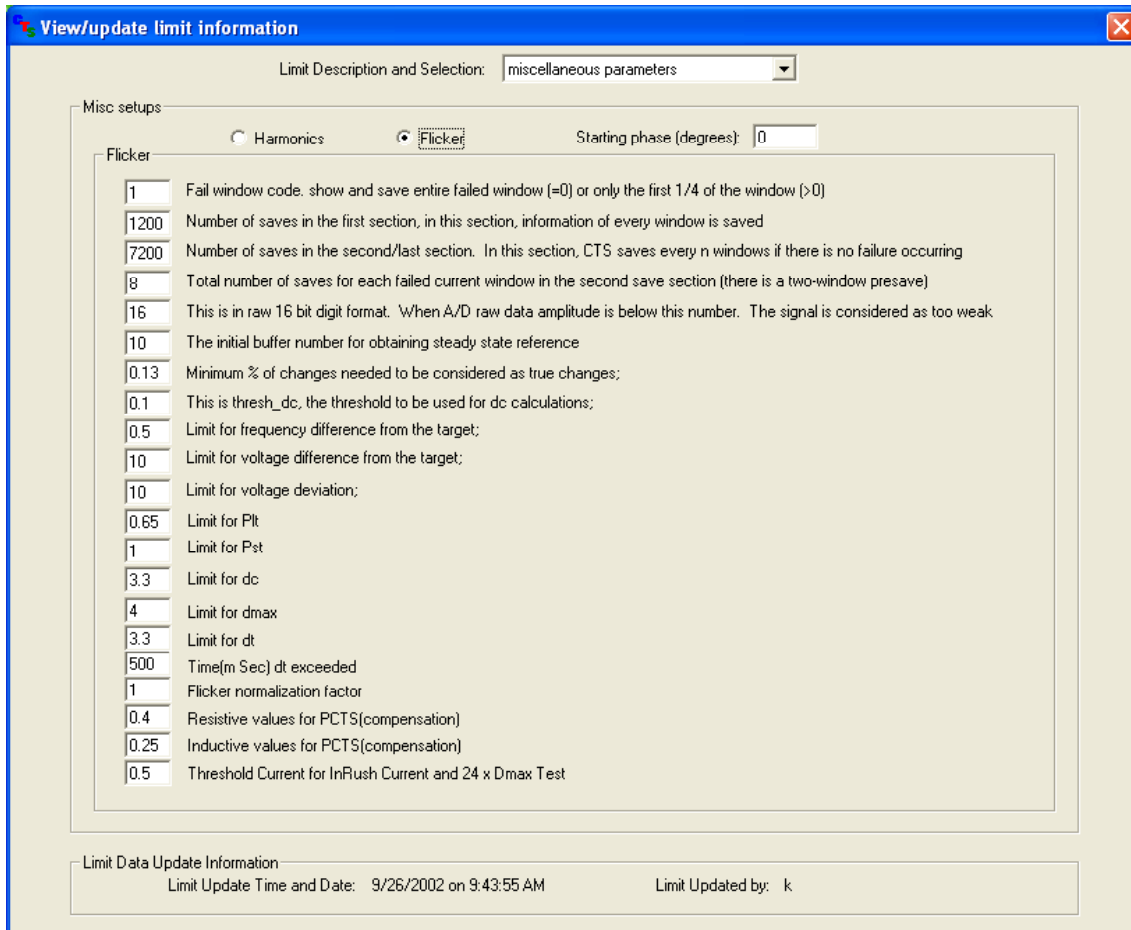 CTS View/update limit information
Limit Description and Selection: miscellaneous parameters
Misc setups
Harmonics Flicker Starting phase (degrees): 0
Flicker
1 Fail window code. show and save entire failed window (=0) or only the first 1/4 of the window (>0)
1200 Number of saves in the first section, in this section, information of every window is saved
7200 Number of saves in the second/last section. In this section, CTS saves every n windows if there is no failure occurring
8 Total number of saves for each failed current window in the second save section (there is a two-window presave)
16 This is in raw 16 bit digit format. When A/D raw data amplitude is below this number. The signal is considered as too weak
10 The initial buffer number for obtaining steady state reference
0.13 Minimum % of changes needed to be considered as true changes;
0.1 This is thresh_dc, the threshold to be used for dc calculations;
0.5 Limit for frequency difference from the target;
10 Limit for voltage difference from the target;
10 Limit for voltage deviation;
0.65 Limit for Plt
1 Limit for Pst
3.3 Limit for dc
4 Limit for dmax
3.3 Limit for dt
500 Time(m Sec) dt exceeded
1 Flicker normalization factor
0.4 Resistive values for PCTS(compensation)
0.25 Inductive values for PCTS(compensation)
0.5 Threshold Current for InRush Current and 24 x Dmax Test
Limit Data Update Information
Limit Update Time and Date: 9/26/2002 on 9:43:55 AM Limit Updated by: k